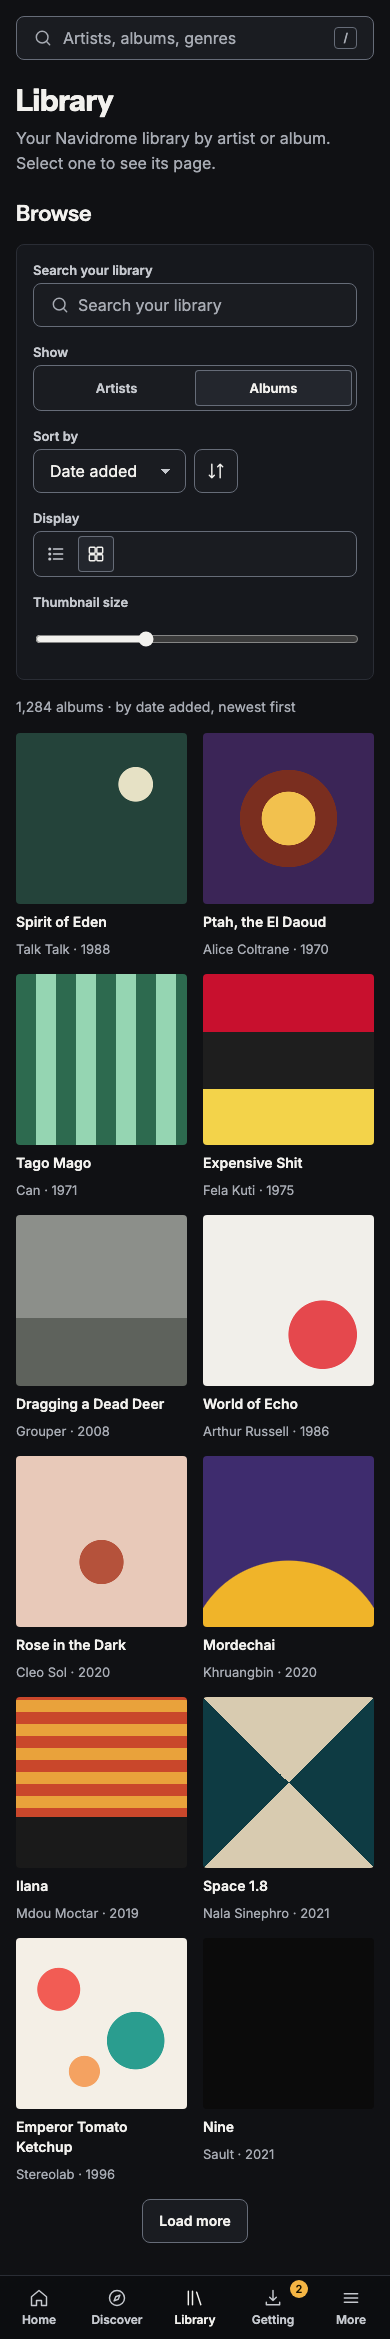 Artists, albums, genres
/
Library
Your Navidrome library by artist or album.
Select one to see its page.
Browse
Search your library
Search your library
Show
Artists
Albums
Sort by
Date added
Display
Thumbnail size
1,284 albums · by date added, newest first
Spirit of Eden
Talk Talk · 1988
Ptah, the El Daoud
Alice Coltrane · 1970
Tago Mago
Can · 1971
Expensive Shit
Fela Kuti · 1975
Dragging a Dead Deer
Grouper · 2008
World of Echo
Arthur Russell · 1986
Rose in the Dark
Cleo Sol · 2020
Mordechai
Khruangbin · 2020
Ilana
Mdou Moctar · 2019
Space 1.8
Nala Sinephro · 2021
Emperor Tomato
Ketchup
Stereolab · 1996
Nine
Sault · 2021
Load more
Home
Discover
Library
2
Getting
More